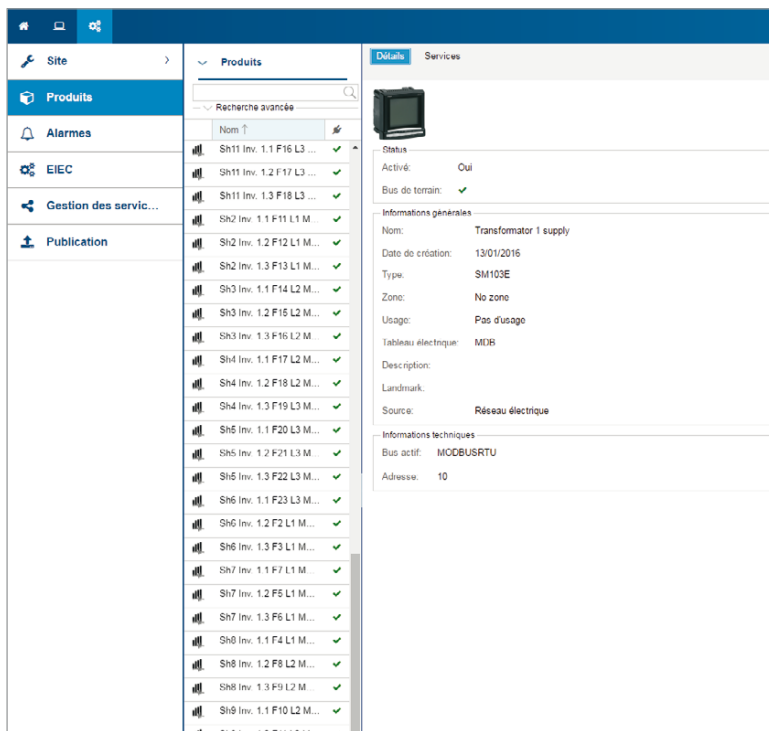 Site
Produits
Alarmes
EIEC
Gestion des servic...
Publication
Produits
Recherche avancée
Nom ↑
Sh11 Inv. 1.1 F16 L3 ...
Sh11 Inv. 1.2 F17 L3 ...
Sh11 Inv. 1.3 F18 L3 ...
Sh2 Inv. 1.1 F11 L1 M...
Sh2 Inv. 1.2 F12 L1 M...
Sh2 Inv. 1.3 F13 L1 M...
Sh3 Inv. 1.1 F14 L2 M...
Sh3 Inv. 1.2 F15 L2 M...
Sh3 Inv. 1.3 F16 L2 M...
Sh4 Inv. 1.1 F17 L2 M...
Sh4 Inv. 1.2 F18 L2 M...
Sh4 Inv. 1.3 F19 L3 M...
Sh5 Inv. 1.1 F20 L3 M...
Sh5 Inv. 1.2 F21 L3 M...
Sh5 Inv. 1.3 F22 L3 M...
Sh6 Inv. 1.1 F23 L3 M...
Sh6 Inv. 1.2 F2 L1 M...
Sh6 Inv. 1.3 F3 L1 M...
Sh7 Inv. 1.1 F7 L1 M...
Sh7 Inv. 1.2 F5 L1 M...
Sh7 Inv. 1.3 F6 L1 M...
Sh8 Inv. 1.1 F4 L1 M...
Sh8 Inv. 1.2 F8 L2 M...
Sh8 Inv. 1.3 F9 L2 M...
Sh9 Inv. 1.1 F10 L2 M...
Détails Services
Status
Activé: Oui
Bus de terrain:
Informations générales
Nom: Transformator 1 supply
Date de création: 13/01/2016
Type: SM103E
Zone: No zone
Usage: Pas d'usage
Tableau électrique: MDB
Description:
Landmark:
Source: Réseau électrique
Informations techniques
Bus actif: MODBUSRTU
Adresse: 10